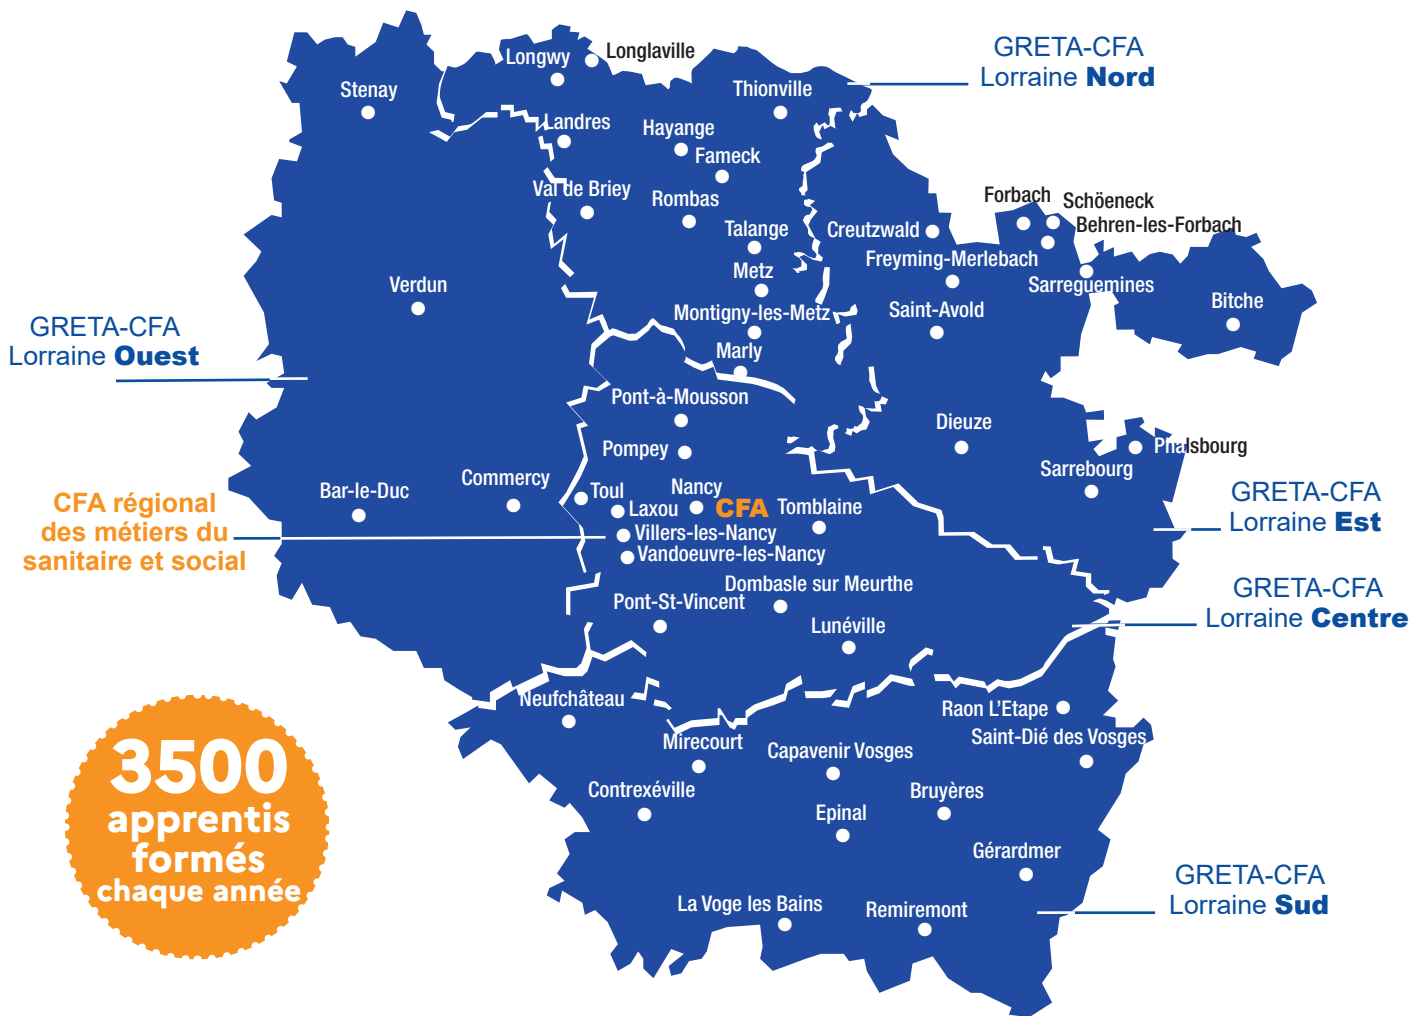 Longwy
Longlaville
GRETA-CFA
Lorraine Nord
Stenay
Thionville
Landres
Hayange
Fameck
Val de Briey
Rombas
Forbach
Schöeneck
Talange
Creutzwald
Behren-les-Forbach
Metz
Freyming-Merlebach
Verdun
Sarreguemines
Bitche
Montigny-les-Metz
Saint-Avold
GRETA-CFA
Lorraine Ouest
Marly
Pont-à-Mousson
Dieuze
Pompey
Phalsbourg
Sarrebourg
Commercy
Bar-le-Duc
Toul
Nancy
CFA
Tomblaine
Laxou
GRETA-CFA
Lorraine Est
CFA régional
des métiers du
sanitaire et social
Villers-les-Nancy
Vandoeuvre-les-Nancy
Dombasle sur Meurthe
GRETA-CFA
Lorraine Centre
Pont-St-Vincent
Lunéville
Neufchâteau
Raon L'Etape
Saint-Dié des Vosges
Mirecourt
Capavenir Vosges
Contrexéville
Bruyères
Epinal
3500
apprentis
formés
chaque année
Gérardmer
GRETA-CFA
Lorraine Sud
La Voge les Bains
Remiremont